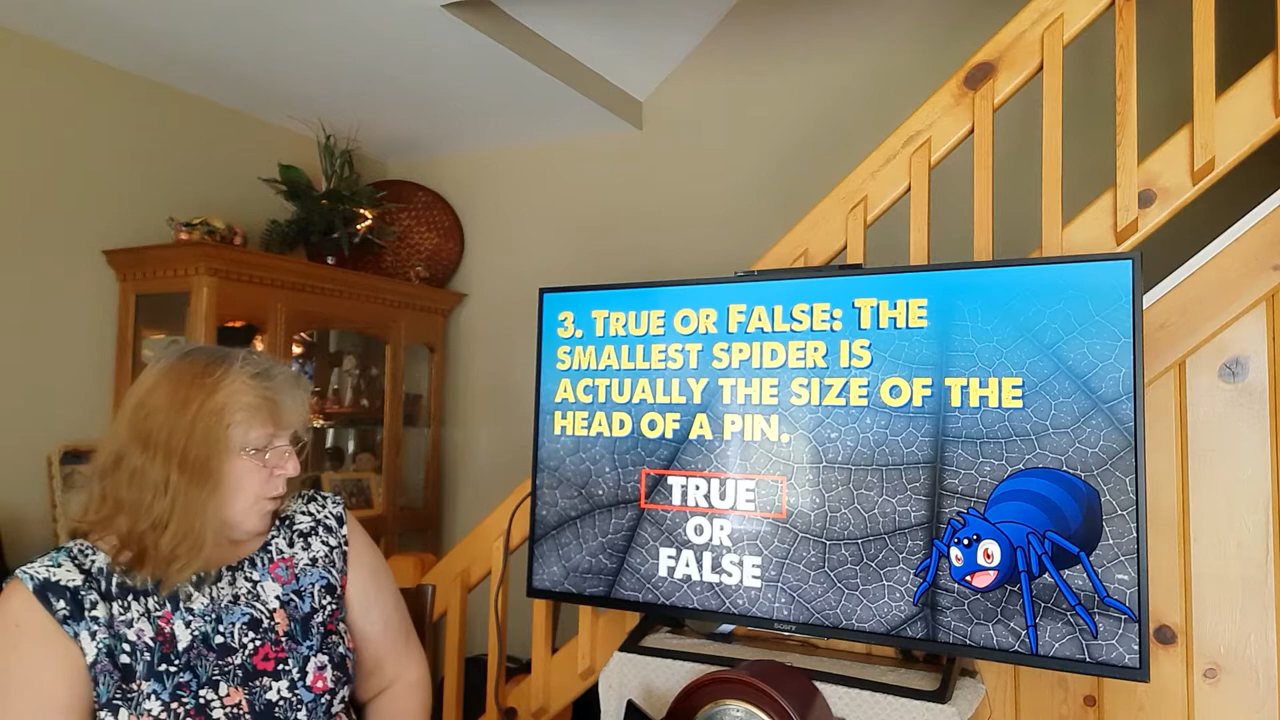 3. TRUE OR FALSE: THE
SMALLEST SPIDER IS
ACTUALLY THE SIZE OF THE
HEAD OF A PIN.
TRUE
OR
FALSE
SONY